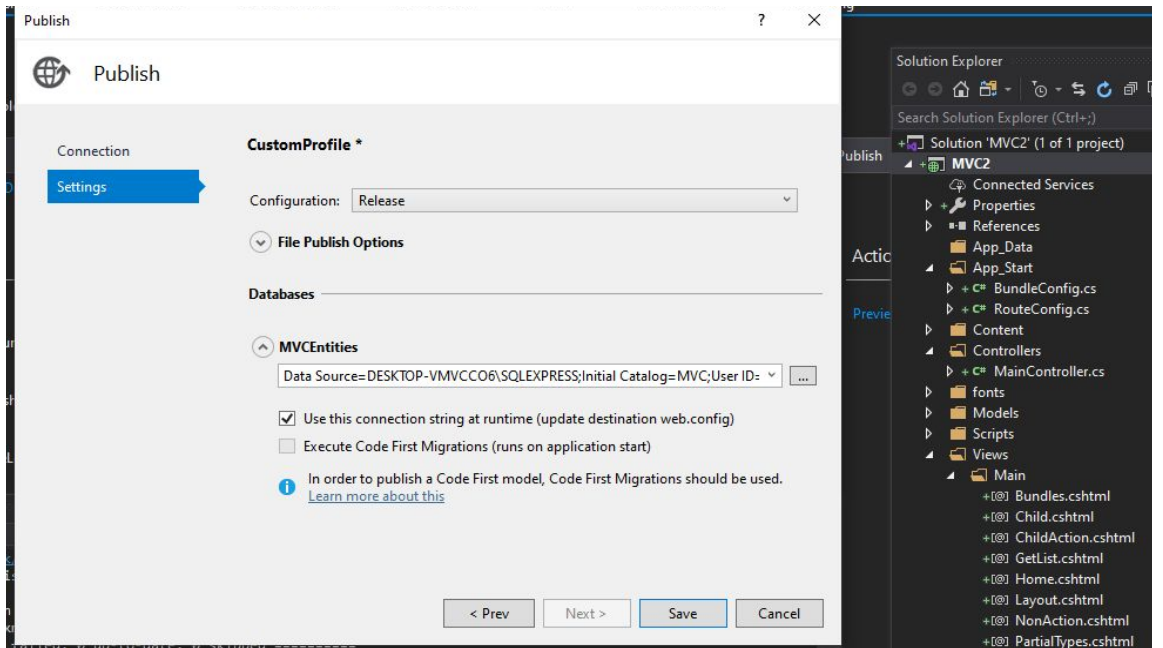 Publish
?
Publish
Connection
Settings
CustomProfile *
Configuration: Release
File Publish Options
Databases
MVCEntities
Data Source=DESKTOP-VMVCCO6\SQLEXPRESS;Initial Catalog=MVC;User ID=
...
Use this connection string at runtime (update destination web.config)
Execute Code First Migrations (runs on application start)
In order to publish a Code First model, Code First Migrations should be used.
Learn more about this
< Prev
Next >
Save
Cancel
Publish
Actio
Previe
Solution Explorer
Search Solution Explorer (Ctrl+;)
Solution 'MVC2' (1 of 1 project)
MVC2
Connected Services
Properties
References
App_Data
App_Start
C# BundleConfig.cs
C# RouteConfig.cs
Content
Controllers
C# MainController.cs
fonts
Models
Scripts
Views
Main
[@] Bundles.cshtml
[@] Child.cshtml
[@] ChildAction.cshtml
[@] GetList.cshtml
[@] Home.cshtml
[@] Layout.cshtml
[@] NonAction.cshtml
[@] PartialTypes.cshtml